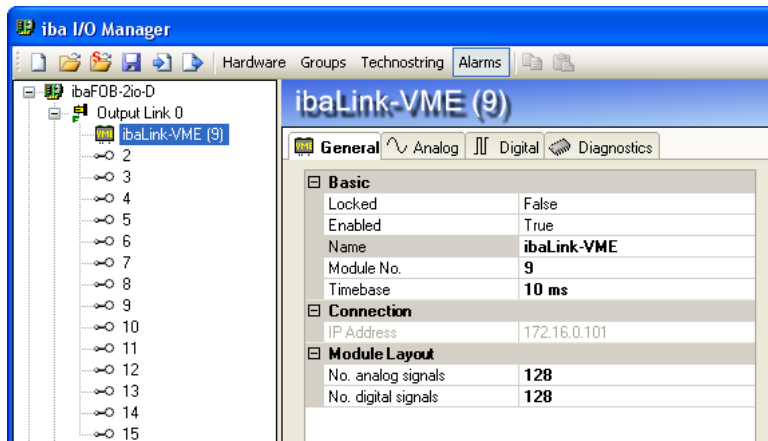 iba I/O Manager
Hardware Groups Technostring Alarms
ibaFOB-2io-D
Output Link 0
ibaLink-VME (9)
2
3
4
5
6
7
8
9
10
11
12
13
14
15
ibaLink-VME (9)
General Analog Digital Diagnostics
Basic
Locked False
Enabled True
Name ibaLink-VME
Module No. 9
Timebase 10 ms
Connection
IP Address 172.16.0.101
Module Layout
No. analog signals 128
No. digital signals 128